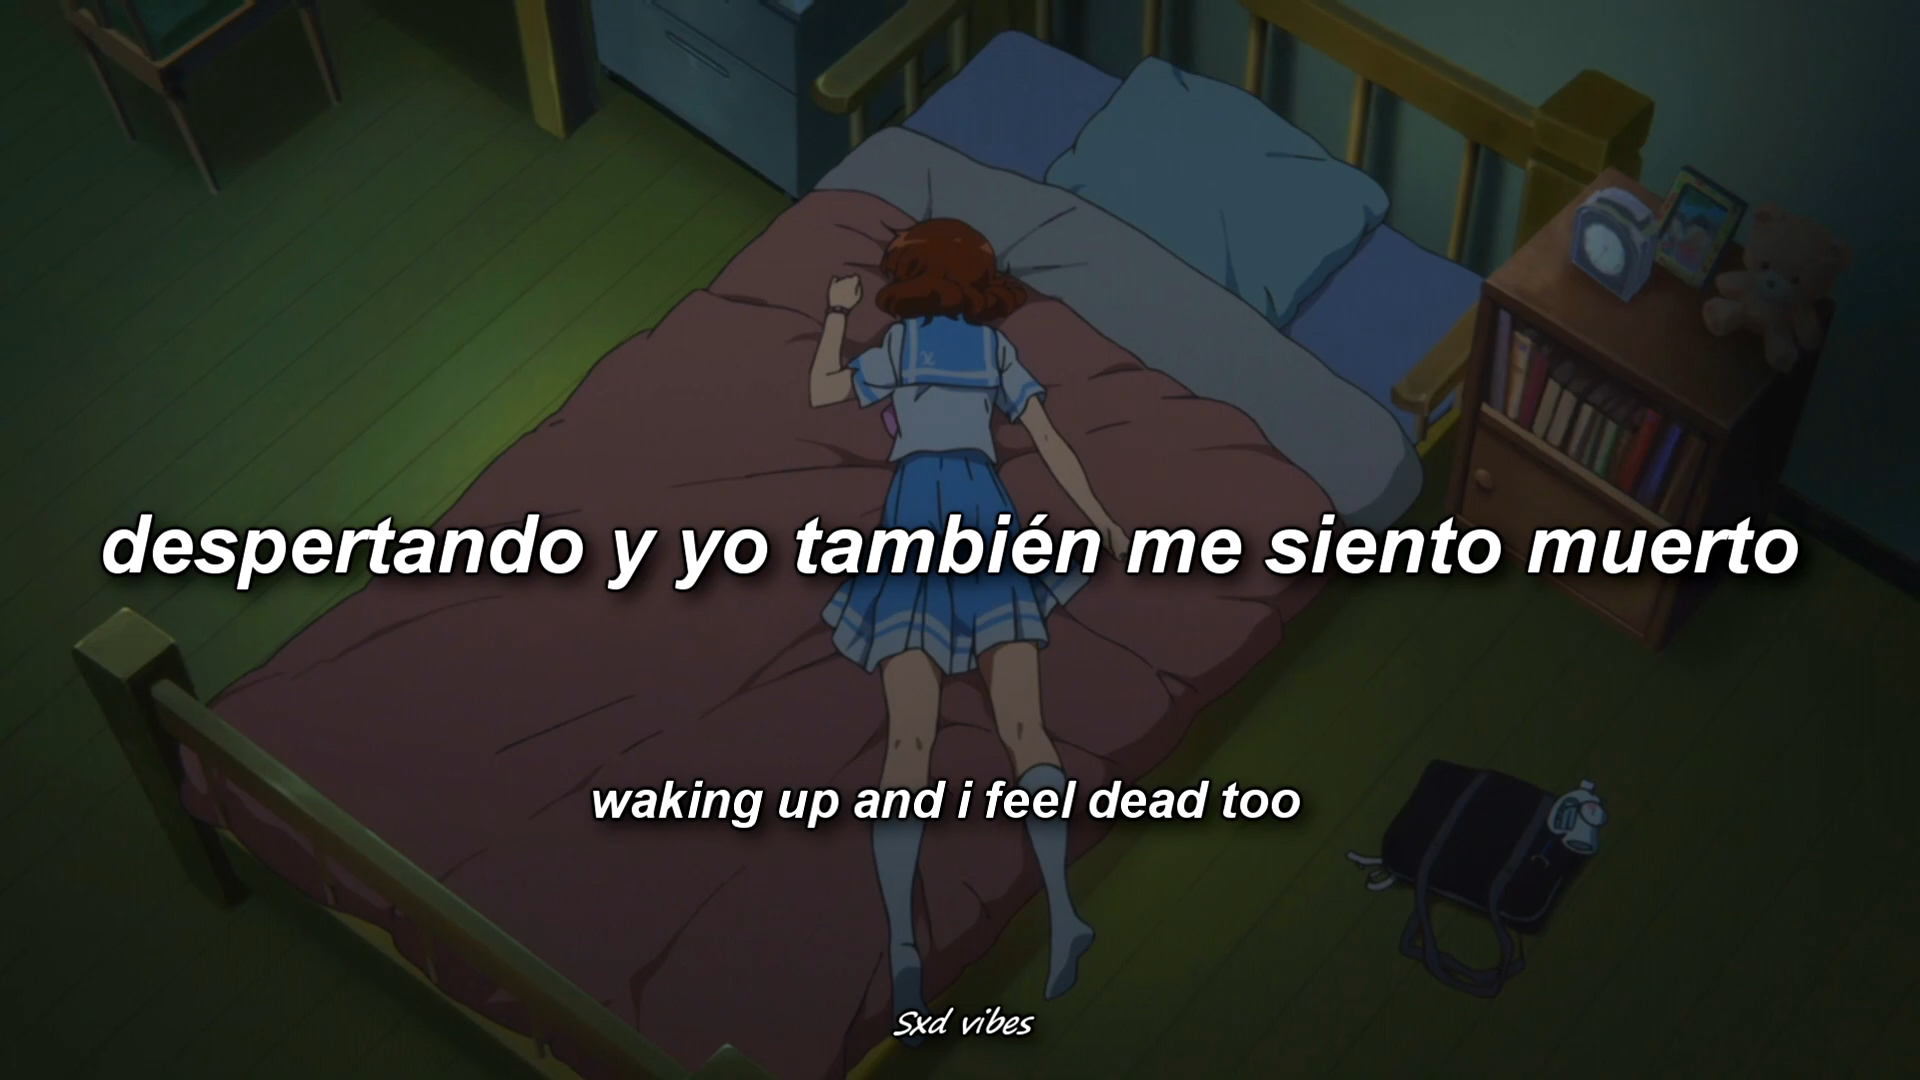 despertando y yo también me siento muerto
waking up and i feel dead too
Sxd vibes